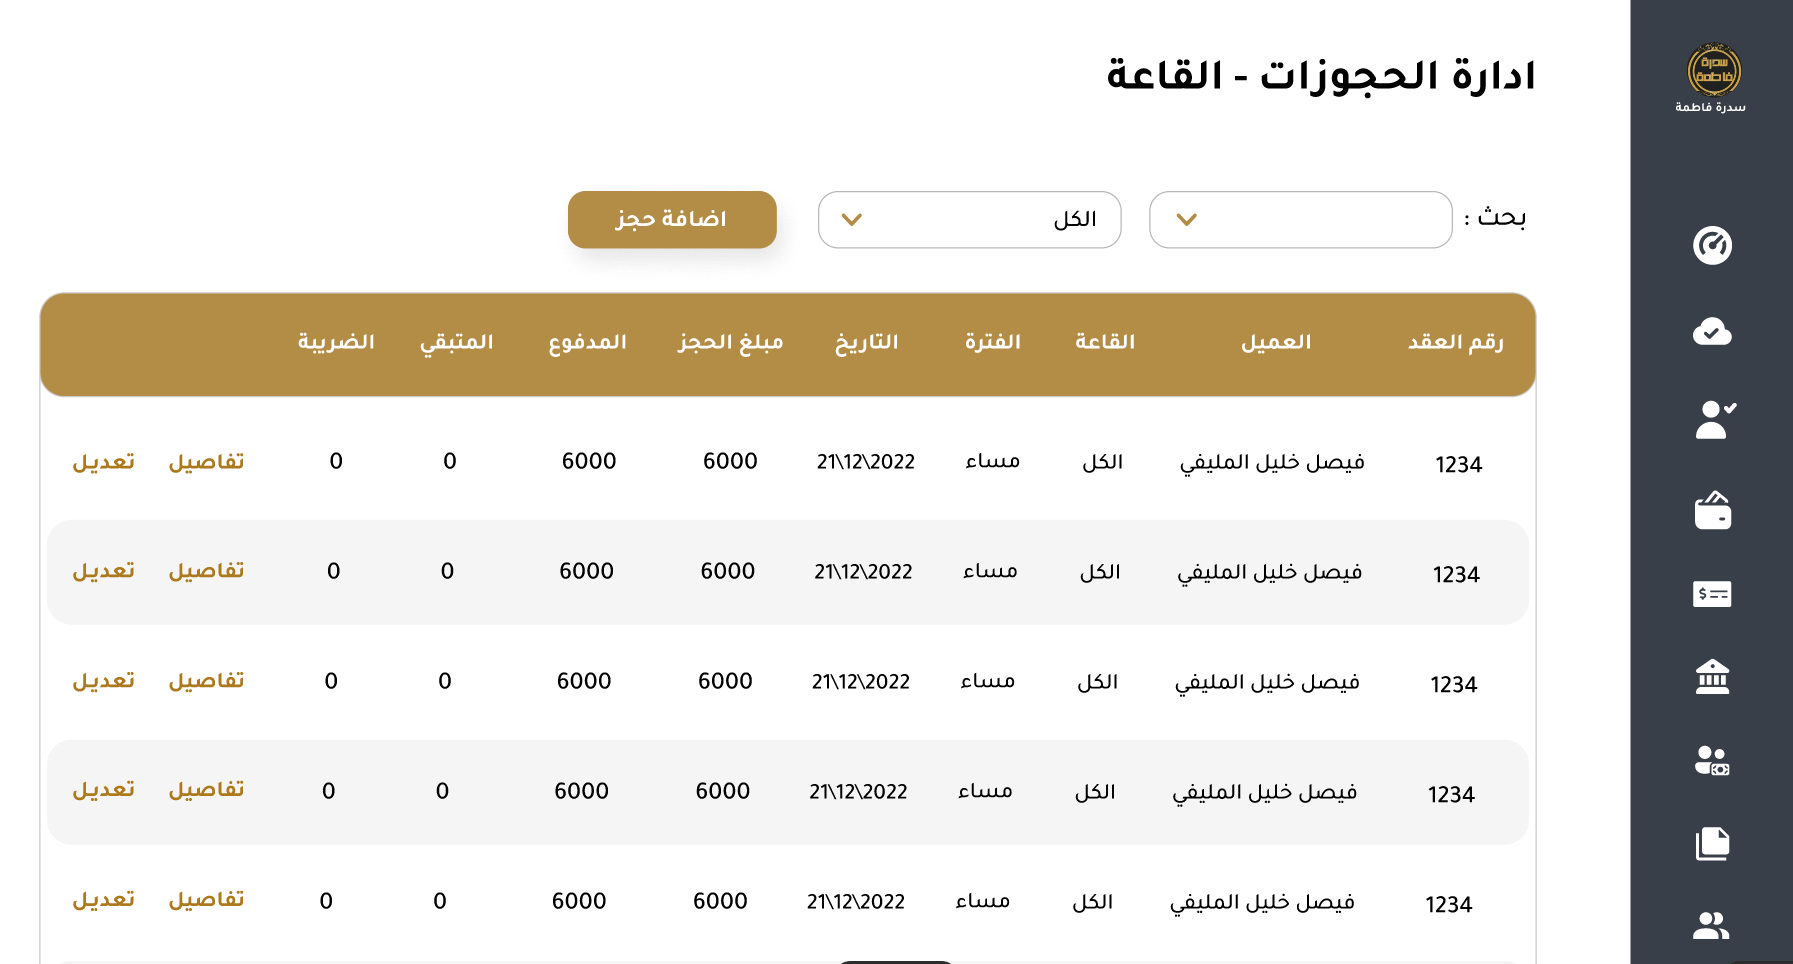 سدرة
فاطمة
سدرة فاطمة
ادارة الحجوزات - القاعة
بحث :
الكل
اضافة حجز
رقم العقد العميل القاعة الفترة التاريخ مبلغ الحجز المدفوع المتبقي الضريبة
1234 فيصل خليل المليفي الكل مساء 21\12\2022 6000 6000 0 0 تفاصيل تعديل
1234 فيصل خليل المليفي الكل مساء 21\12\2022 6000 6000 0 0 تفاصيل تعديل
1234 فيصل خليل المليفي الكل مساء 21\12\2022 6000 6000 0 0 تفاصيل تعديل
1234 فيصل خليل المليفي الكل مساء 21\12\2022 6000 6000 0 0 تفاصيل تعديل
1234 فيصل خليل المليفي الكل مساء 21\12\2022 6000 6000 0 0 تفاصيل تعديل